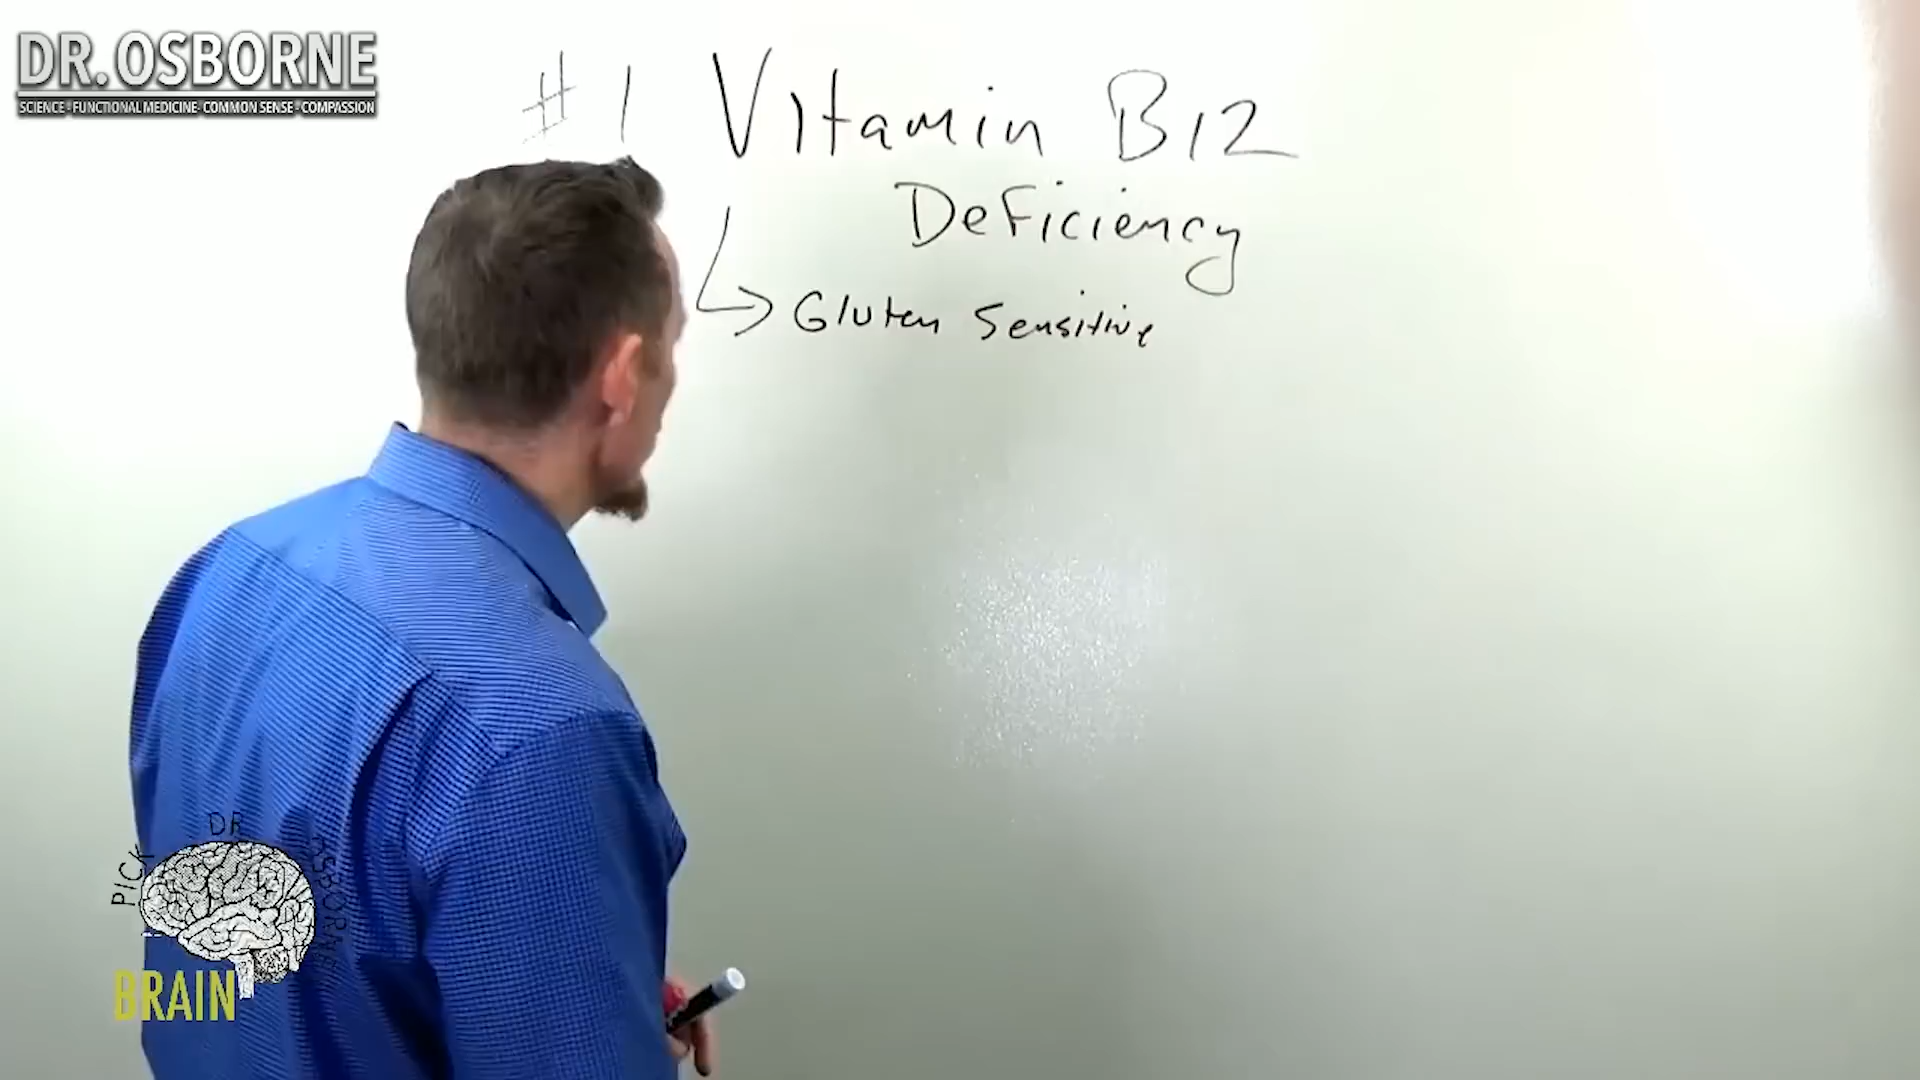 DR. OSBORNE
SCIENCE - FUNCTIONAL MEDICINE - COMMON SENSE - COMPASSION
#1 Vitamin B12
Deficiency
Gluten Sensitive
PICK DR OSBORNE
BRAIN